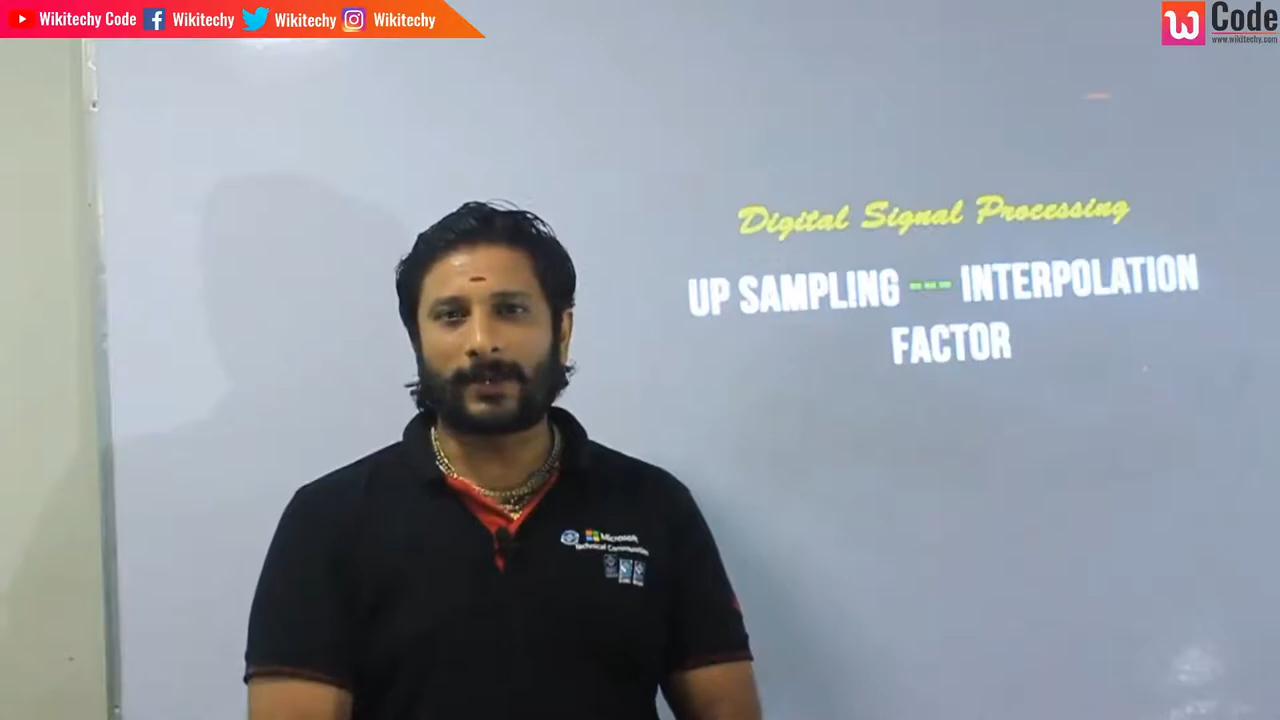 Wikitechy Code Wikitechy Wikitechy Wikitechy
W Code
www.wikitechy.com
Digital Signal Processing
UP SAMPLING --- INTERPOLATION
FACTOR
Microsoft
Technical Communities